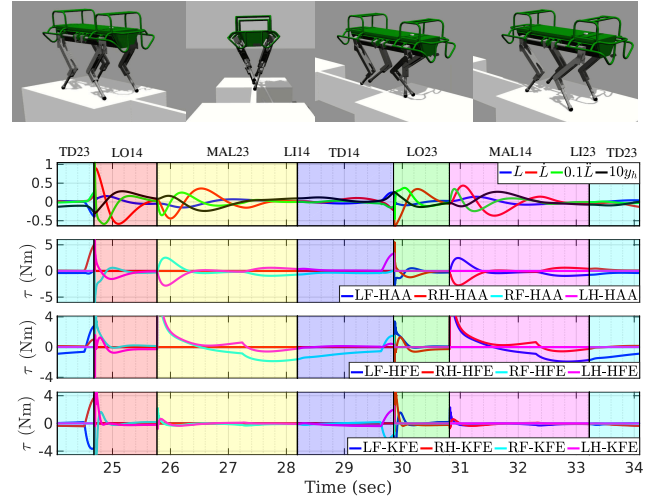 TD23 LO14 MAL23 LI14 TD14 LO23 MAL14 LI23 TD23
1
0.5
0
-0.5
L L̇ 0.1L̈ 10yₕ
τ (Nm)
5
0
-5
LF-HAA RH-HAA RF-HAA LH-HAA
τ (Nm)
4
0
-4
LF-HFE RH-HFE RF-HFE LH-HFE
τ (Nm)
4
0
-4
LF-KFE RH-KFE RF-KFE LH-KFE
25 26 27 28 29 30 31 32 33 34
Time (sec)